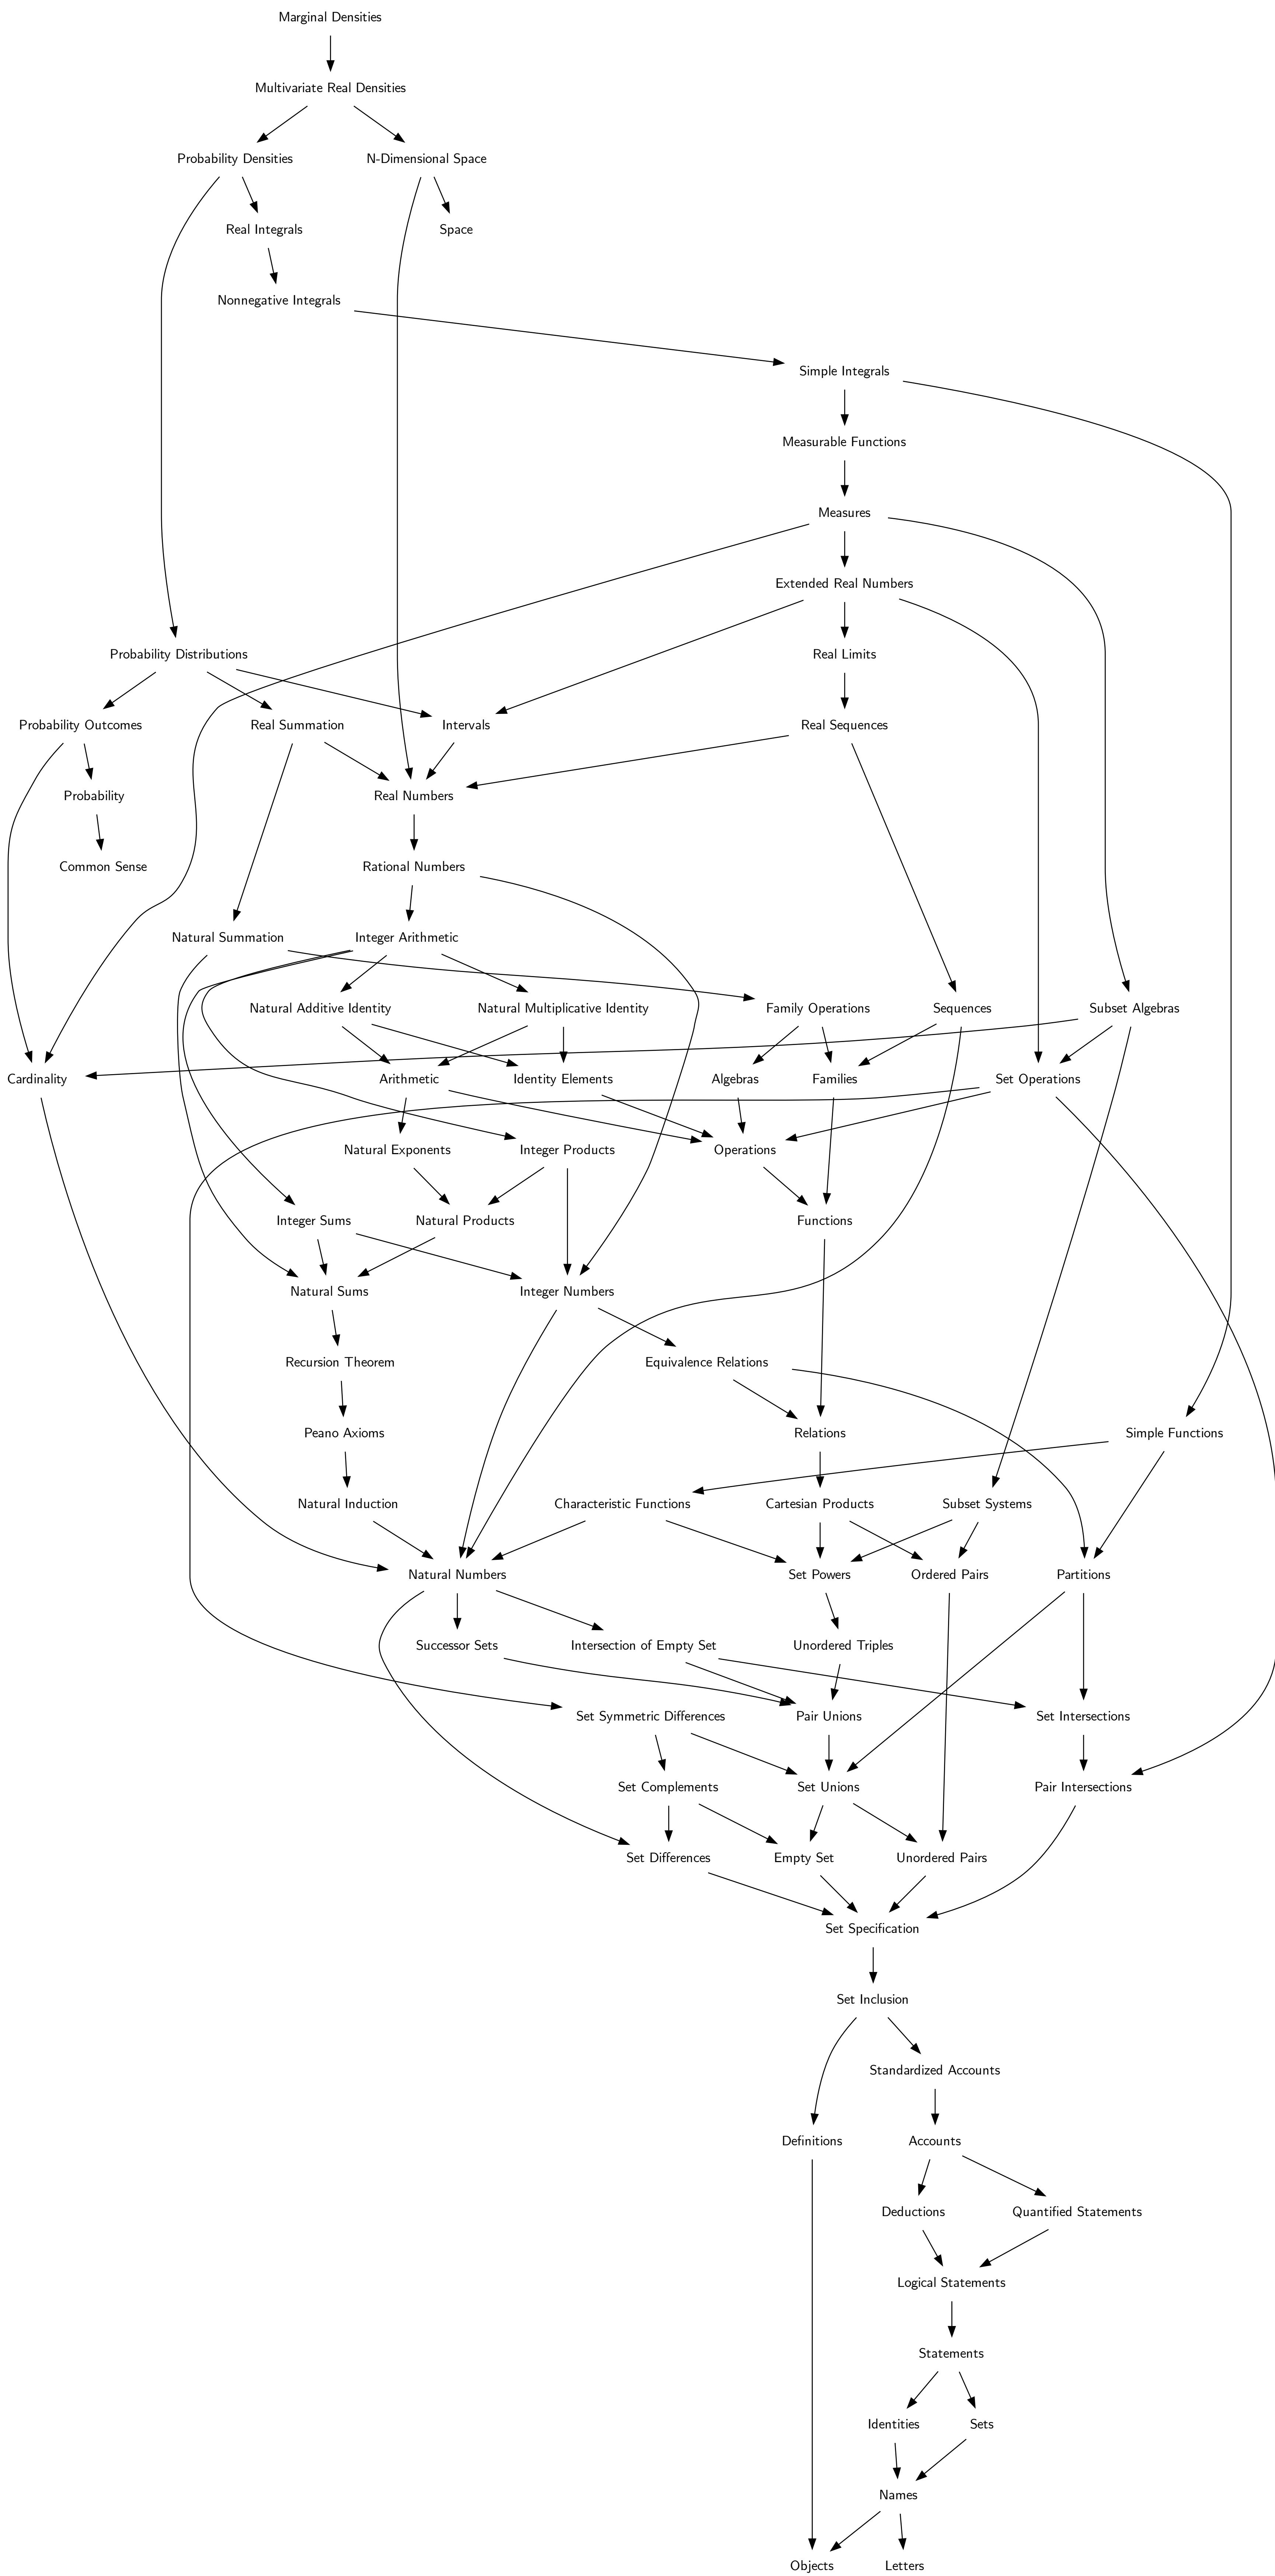 Marginal Densities
Multivariate Real Densities
Probability Densities
N-Dimensional Space
Real Integrals
Space
Nonnegative Integrals
Simple Integrals
Measurable Functions
Measures
Extended Real Numbers
Probability Distributions
Real Limits
Probability Outcomes
Real Summation
Intervals
Real Sequences
Probability
Real Numbers
Common Sense
Rational Numbers
Natural Summation
Integer Arithmetic
Natural Additive Identity
Natural Multiplicative Identity
Family Operations
Sequences
Subset Algebras
Cardinality
Arithmetic
Identity Elements
Algebras
Families
Set Operations
Natural Exponents
Integer Products
Operations
Integer Sums
Natural Products
Functions
Natural Sums
Integer Numbers
Recursion Theorem
Equivalence Relations
Peano Axioms
Relations
Simple Functions
Natural Induction
Characteristic Functions
Cartesian Products
Subset Systems
Natural Numbers
Set Powers
Ordered Pairs
Partitions
Successor Sets
Intersection of Empty Set
Unordered Triples
Set Symmetric Differences
Pair Unions
Set Intersections
Set Complements
Set Unions
Pair Intersections
Set Differences
Empty Set
Unordered Pairs
Set Specification
Set Inclusion
Standardized Accounts
Definitions
Accounts
Deductions
Quantified Statements
Logical Statements
Statements
Identities
Sets
Names
Objects
Letters